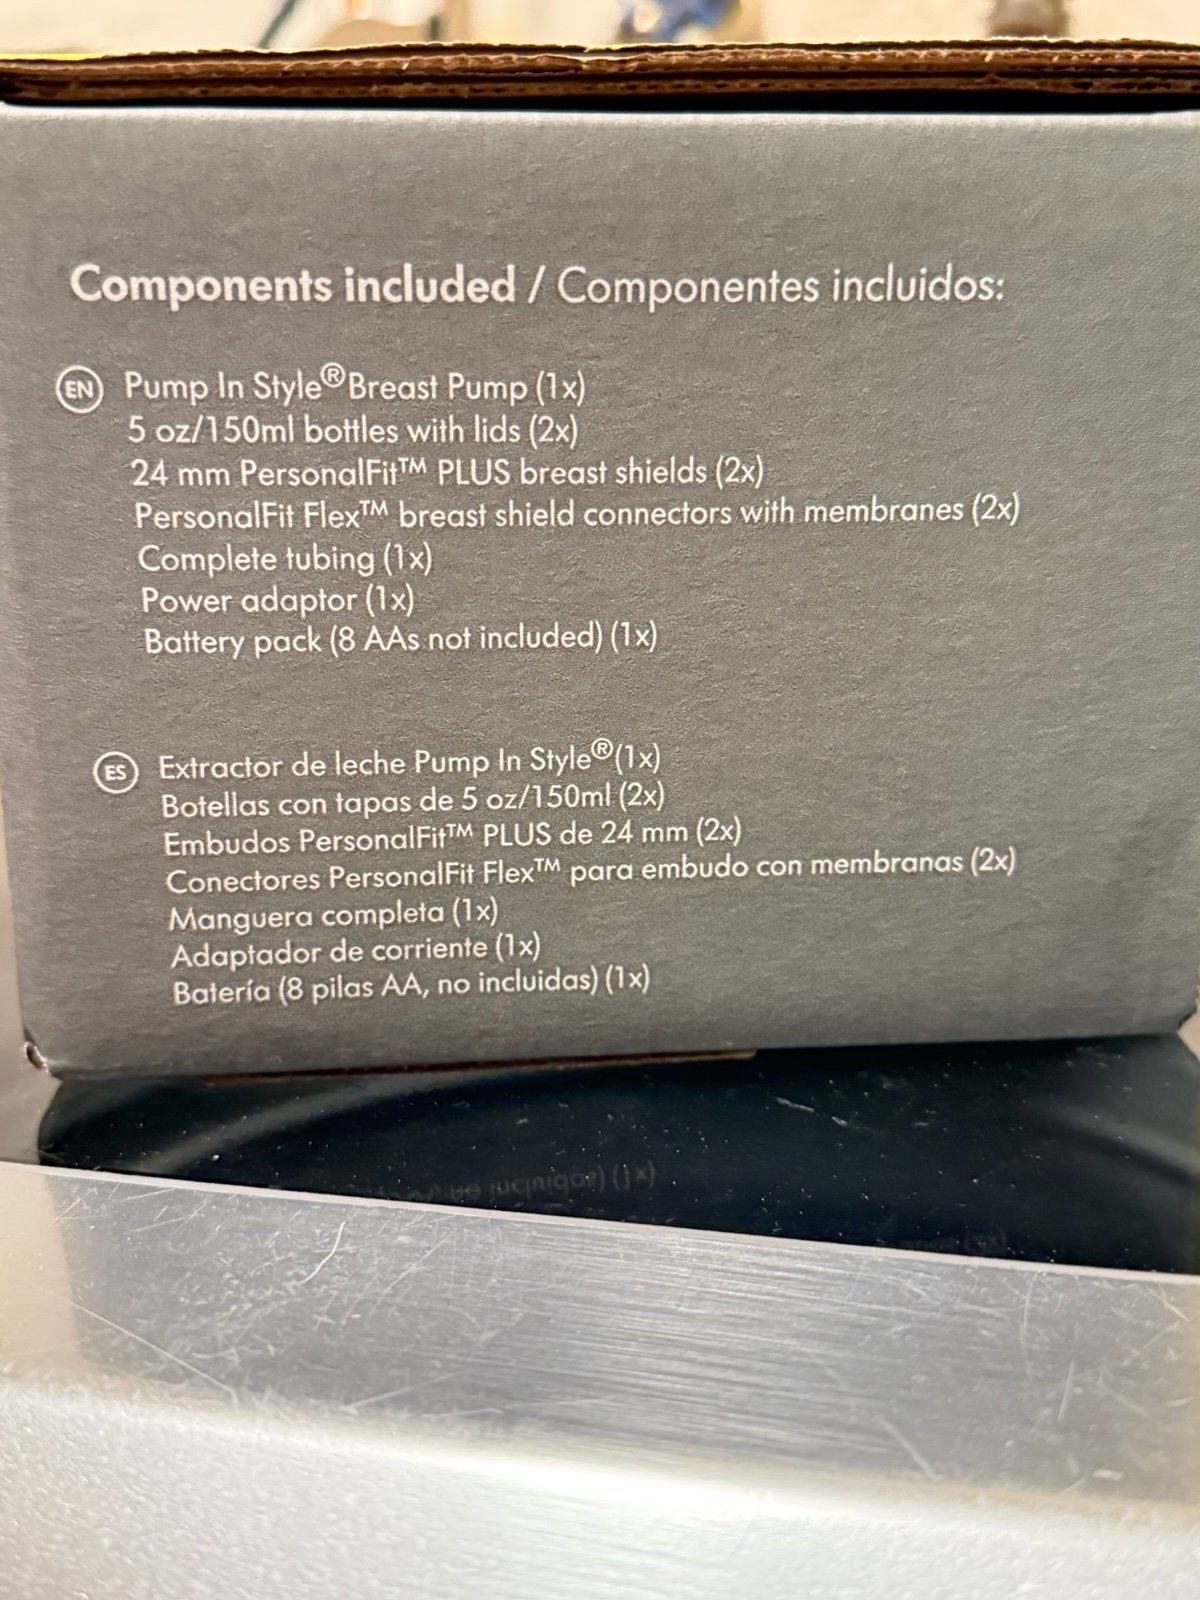 Components included / Componentes incluidos:
EN Pump In Style® Breast Pump (1x)
5 oz/150ml bottles with lids (2x)
24 mm PersonalFit™ PLUS breast shields (2x)
PersonalFit Flex™ breast shield connectors with membranes (2x)
Complete tubing (1x)
Power adaptor (1x)
Battery pack (8 AAs not included) (1x)
ES Extractor de leche Pump In Style® (1x)
Botellas con tapas de 5 oz/150ml (2x)
Embudos PersonalFit™ PLUS de 24 mm (2x)
Conectores PersonalFit Flex™ para embudo con membranas (2x)
Manguera completa (1x)
Adaptador de corriente (1x)
Batería (8 pilas AA, no incluidas) (1x)